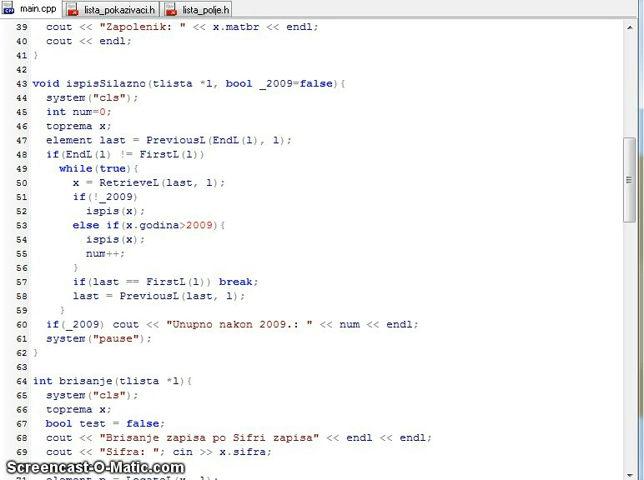 main.cpp lista_pokazivaci.h lista_polje.h
39 cout << "Zapolenik: " << x.matbr << endl;
40 cout << endl;
41 }
42
43 void ispisSilazno(tlista *l, bool _2009=false){
44 system("cls");
45 int num=0;
46 toprema x;
47 element last = PreviousL(EndL(l), l);
48 if(EndL(l) != FirstL(l))
49 while(true){
50 x = RetrieveL(last, l);
51 if(!_2009)
52 ispis(x);
53 else if(x.godina>2009){
54 ispis(x);
55 num++;
56 }
57 if(last == FirstL(l)) break;
58 last = PreviousL(last, l);
59 }
60 if(_2009) cout << "Unupno nakon 2009.: " << num << endl;
61 system("pause");
62 }
63
64 int brisanje(tlista *l){
65 system("cls");
66 toprema x;
67 bool test = false;
68 cout << "Brisanje zapisa po Sifri zapisa" << endl << endl;
69 cout << "Sifra: "; cin >> x.sifra;
Screencast-O-Matic.com
71 element p = LocateL(x, l);